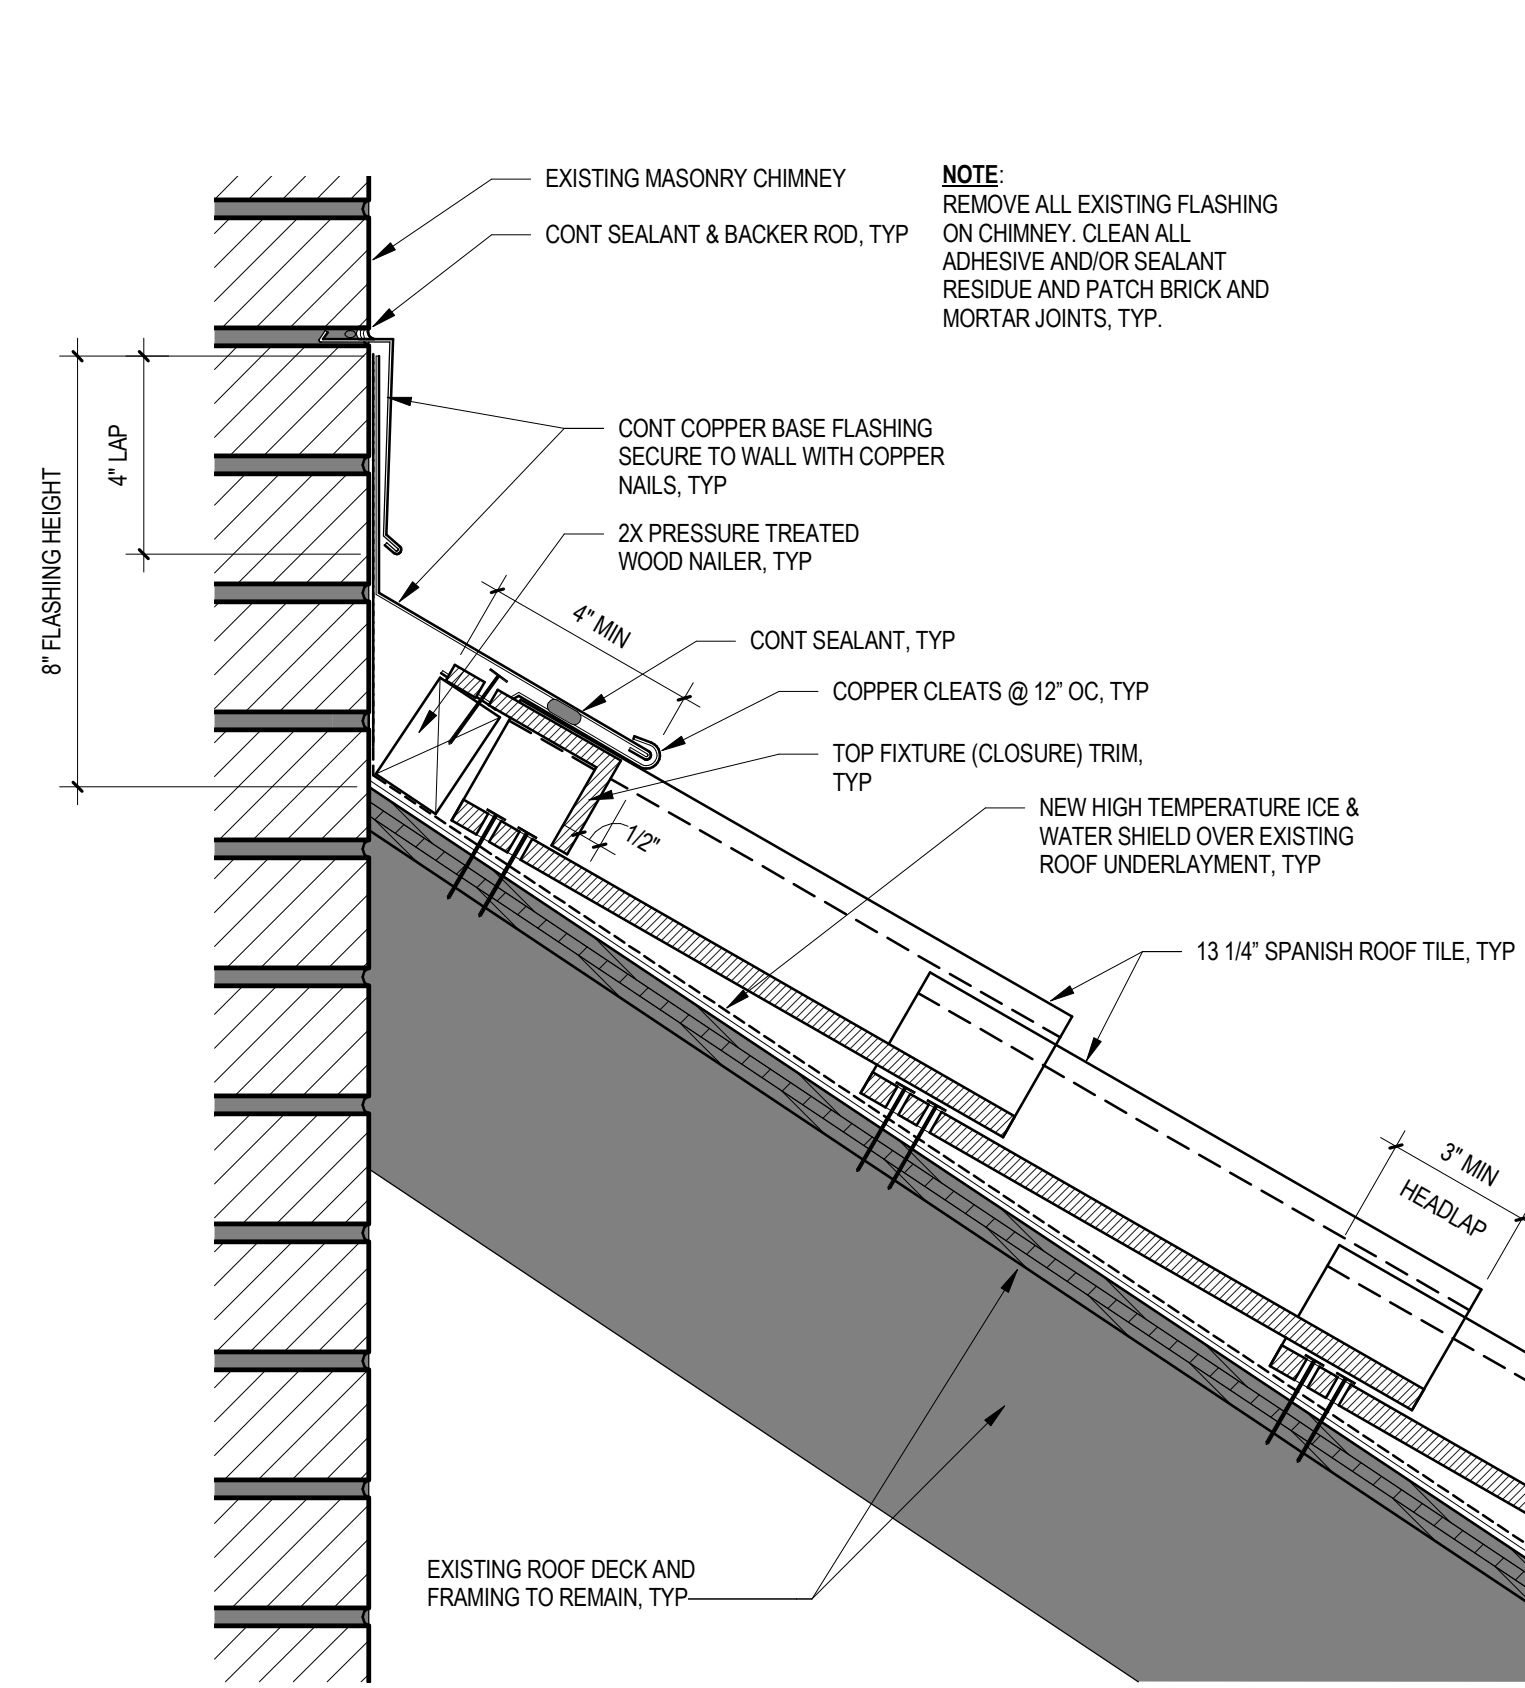 EXISTING MASONRY CHIMNEY
CONT SEALANT & BACKER ROD, TYP
NOTE:
REMOVE ALL EXISTING FLASHING
ON CHIMNEY. CLEAN ALL
ADHESIVE AND/OR SEALANT
RESIDUE AND PATCH BRICK AND
MORTAR JOINTS, TYP.
8" FLASHING HEIGHT
4" LAP
CONT COPPER BASE FLASHING
SECURE TO WALL WITH COPPER
NAILS, TYP
2X PRESSURE TREATED
WOOD NAILER, TYP
4" MIN
CONT SEALANT, TYP
COPPER CLEATS @ 12” OC, TYP
TOP FIXTURE (CLOSURE) TRIM,
TYP
1/2"
NEW HIGH TEMPERATURE ICE &
WATER SHIELD OVER EXISTING
ROOF UNDERLAYMENT, TYP
13 1/4” SPANISH ROOF TILE, TYP
3" MIN
HEADLAP
EXISTING ROOF DECK AND
FRAMING TO REMAIN, TYP